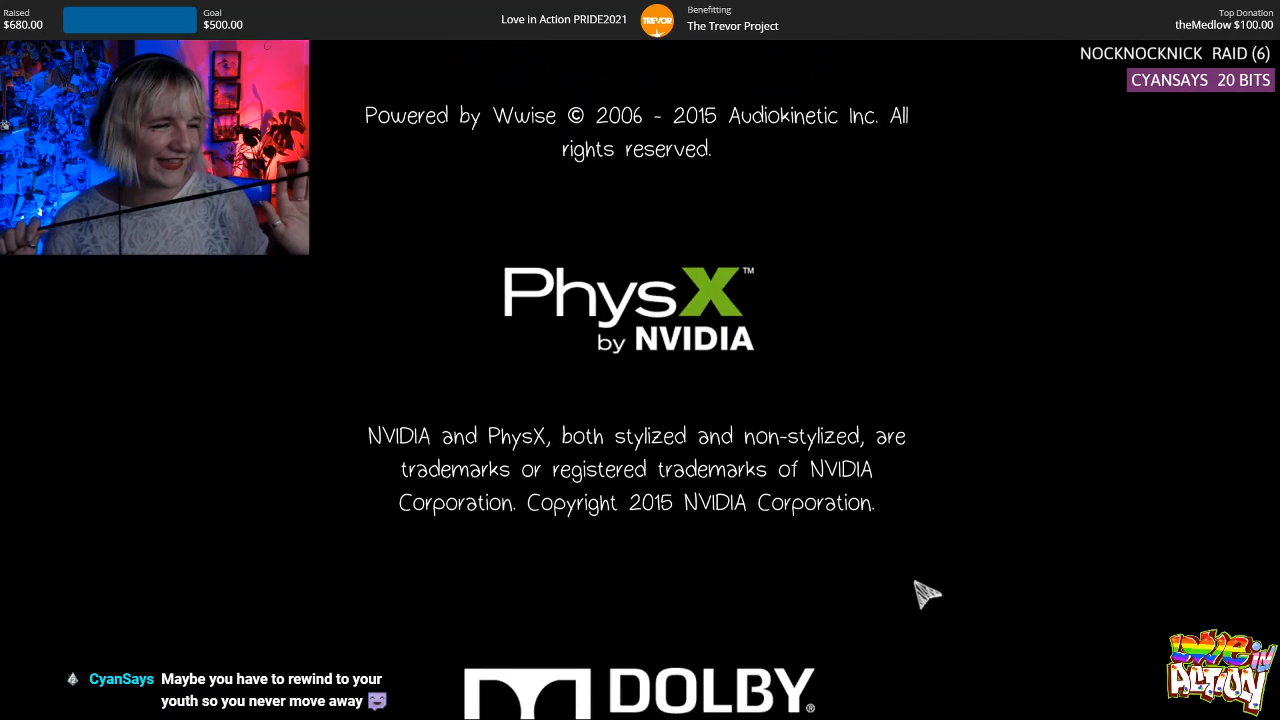 Raised
$680.00
Goal
$500.00
Love in Action PRIDE2021
TREVOR
Benefitting
The Trevor Project
Top Donation
theMedlow $100.00
NOCKNOCKNICK RAID (6)
CYANSAYS 20 BITS
Powered by Wwise © 2006 - 2015 Audiokinetic Inc. All
rights reserved.
PhysX™
by NVIDIA
NVIDIA and PhysX, both stylized and non-stylized, are
trademarks or registered trademarks of NVIDIA
Corporation. Copyright 2015 NVIDIA Corporation.
DOLBY®
CyanSays Maybe you have to rewind to your
youth so you never move away
in
ACTION